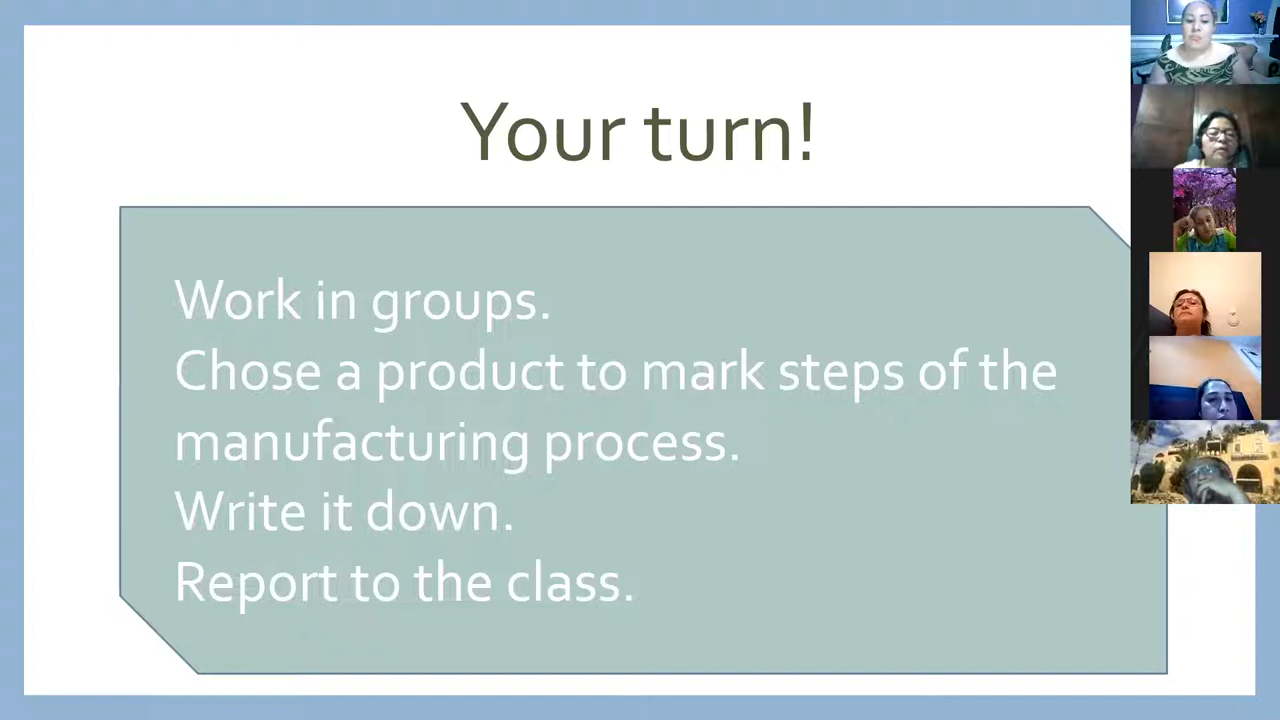 Your turn!
Work in groups.
Chose a product to mark steps of the
manufacturing process.
Write it down.
Report to the class.